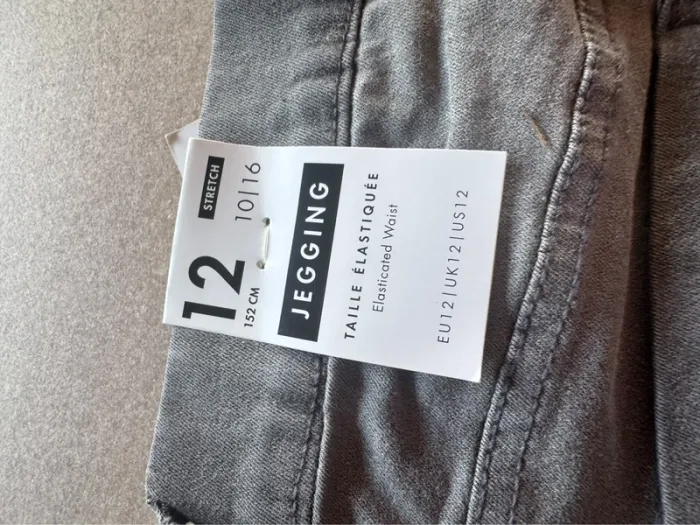 STRETCH
12
10|16
152 CM
JEGGING
TAILLE ÉLASTIQUÉE
Elasticated Waist
EU12|UK12|US12